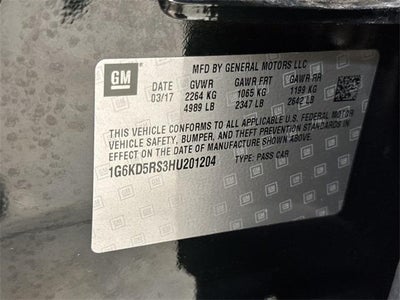 GM
MFD BY GENERAL MOTORS LLC
DATE GVWR GAWR FRT GAWR RR
03/17 2264 KG 1065 KG 1199 KG
4989 LB 2347 LB 2642 LB
THIS VEHICLE CONFORMS TO ALL APPLICABLE U.S. FEDERAL MOTOR
VEHICLE SAFETY, BUMPER, AND THEFT PREVENTION STANDARDS IN
EFFECT ON THE DATE OF MANUFACTURE SHOWN ABOVE.
1G6KD5RS3HU201204 TYPE: PASS CAR